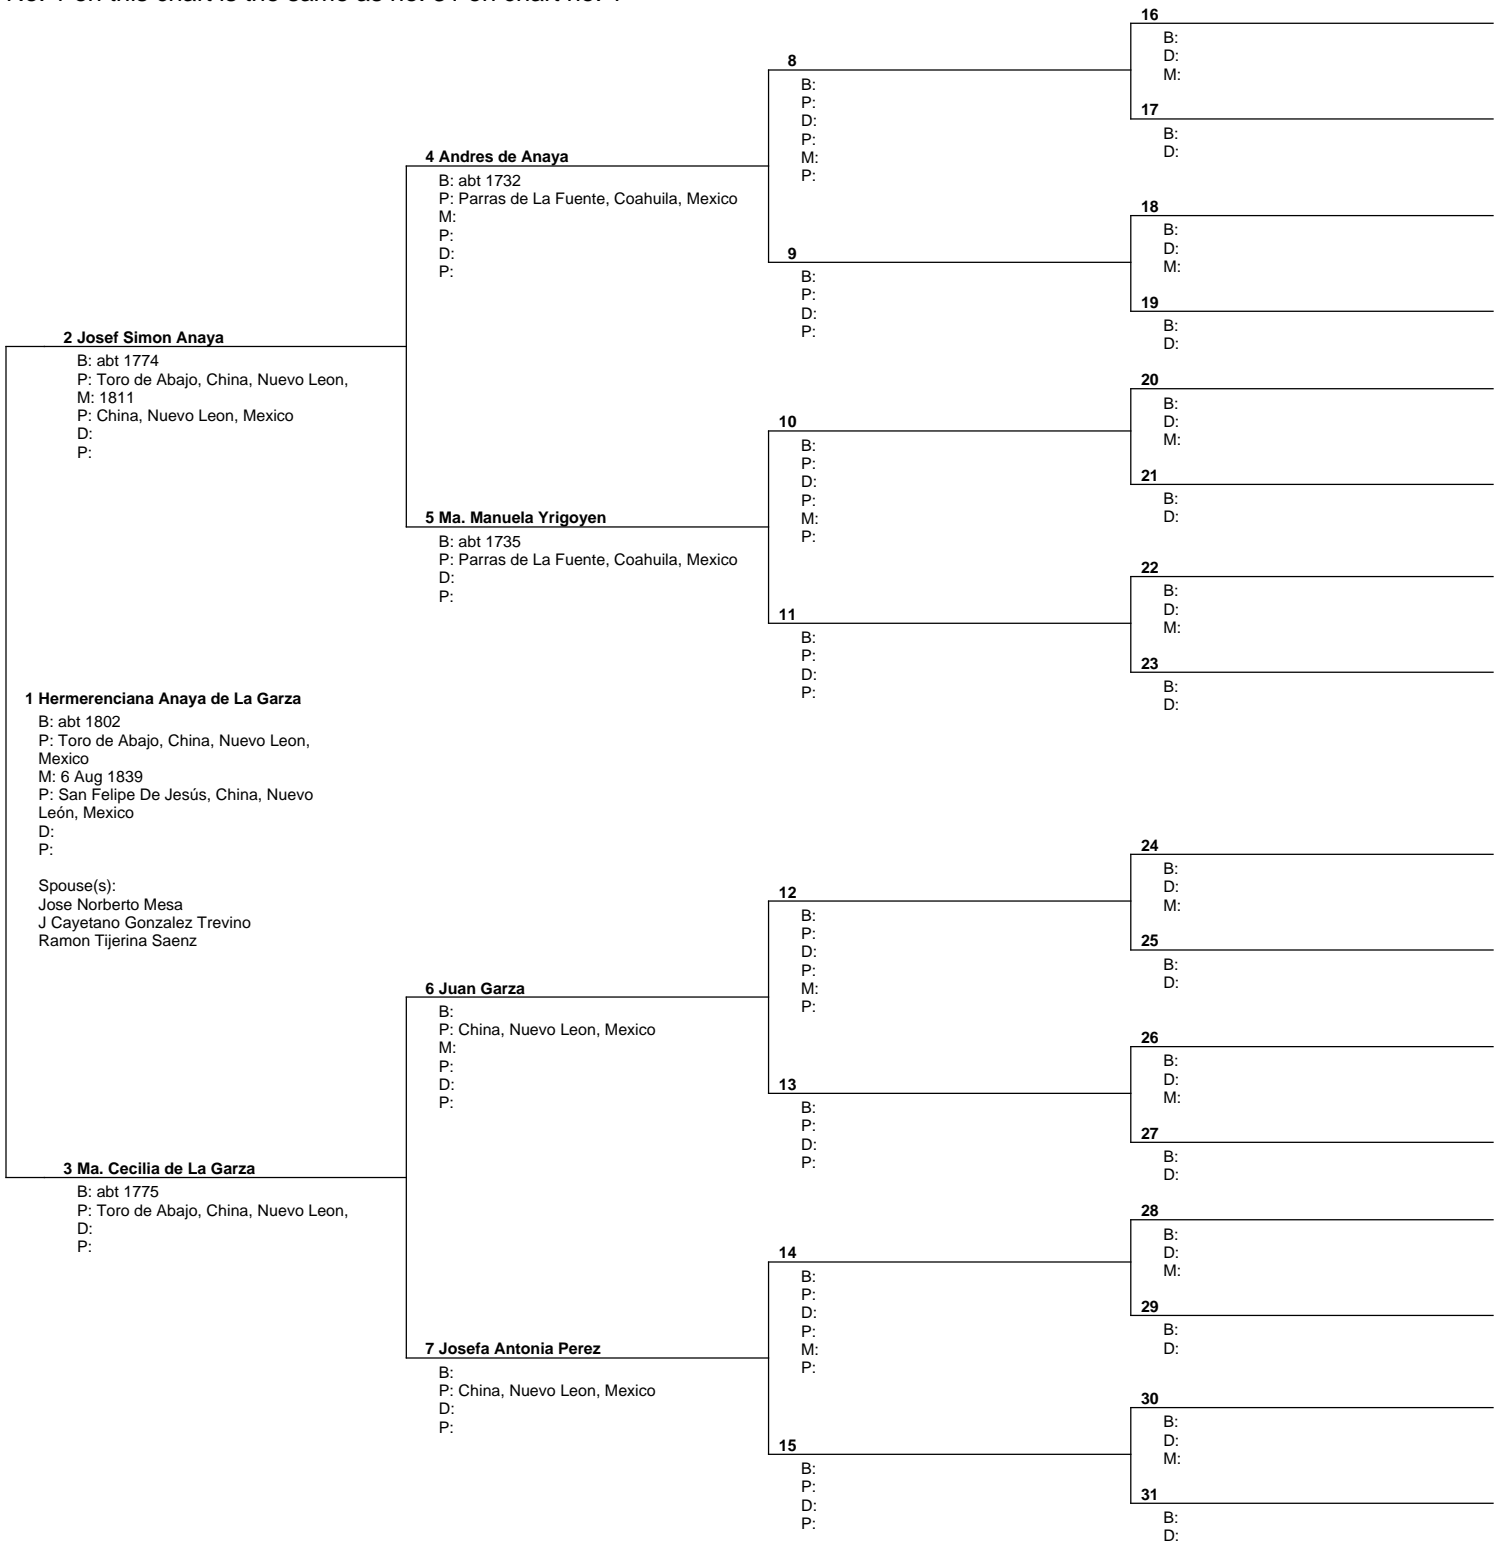 on this chart is the same as no. on chart no.
1 Hermerenciana Anaya de La Garza
B: abt 1802
P: Toro de Abajo, China, Nuevo Leon,
Mexico
M: 6 Aug 1839
P: San Felipe De Jesús, China, Nuevo
León, Mexico
D:
P:
Spouse(s):
Jose Norberto Mesa
J Cayetano Gonzalez Trevino
Ramon Tijerina Saenz
2 Josef Simon Anaya
B: abt 1774
P: Toro de Abajo, China, Nuevo Leon,
M: 1811
P: China, Nuevo Leon, Mexico
D:
P:
3 Ma. Cecilia de La Garza
B: abt 1775
P: Toro de Abajo, China, Nuevo Leon,
D:
P:
4 Andres de Anaya
B: abt 1732
P: Parras de La Fuente, Coahuila, Mexico
M:
P:
D:
P:
5 Ma. Manuela Yrigoyen
B: abt 1735
P: Parras de La Fuente, Coahuila, Mexico
D:
P:
6 Juan Garza
B:
P: China, Nuevo Leon, Mexico
M:
P:
D:
P:
7 Josefa Antonia Perez
B:
P: China, Nuevo Leon, Mexico
D:
P:
8
B:
P:
D:
P:
M:
P:
9
B:
P:
D:
P:
10
B:
P:
D:
P:
M:
P:
11
B:
P:
D:
P:
12
B:
P:
D:
P:
M:
P:
13
B:
P:
D:
P:
14
B:
P:
D:
P:
M:
P:
15
B:
P:
D:
P:
16
B:
D:
M:
17
B:
D:
18
B:
D:
M:
19
B:
D:
20
B:
D:
M:
21
B:
D:
22
B:
D:
M:
23
B:
D:
24
B:
D:
M:
25
B:
D:
26
B:
D:
M:
27
B:
D:
28
B:
D:
M:
29
B:
D:
30
B:
D:
M:
31
B:
D: